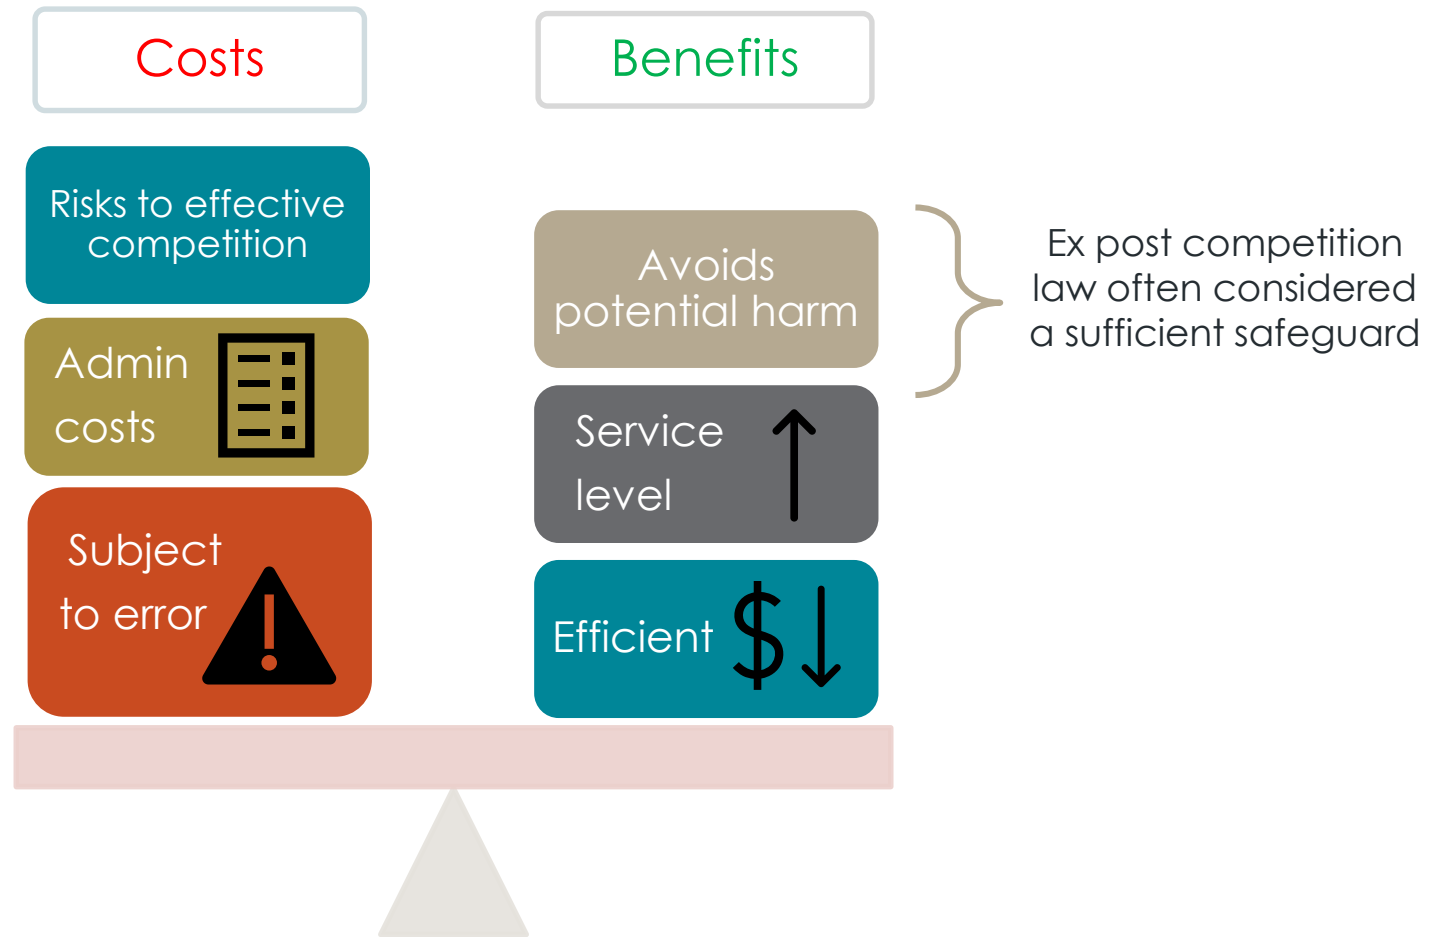 Costs
Benefits
Risks to effective
competition
Admin
costs
Subject
to error
Avoids
potential harm
Service
level
Efficient $
Ex post competition
law often considered
a sufficient safeguard